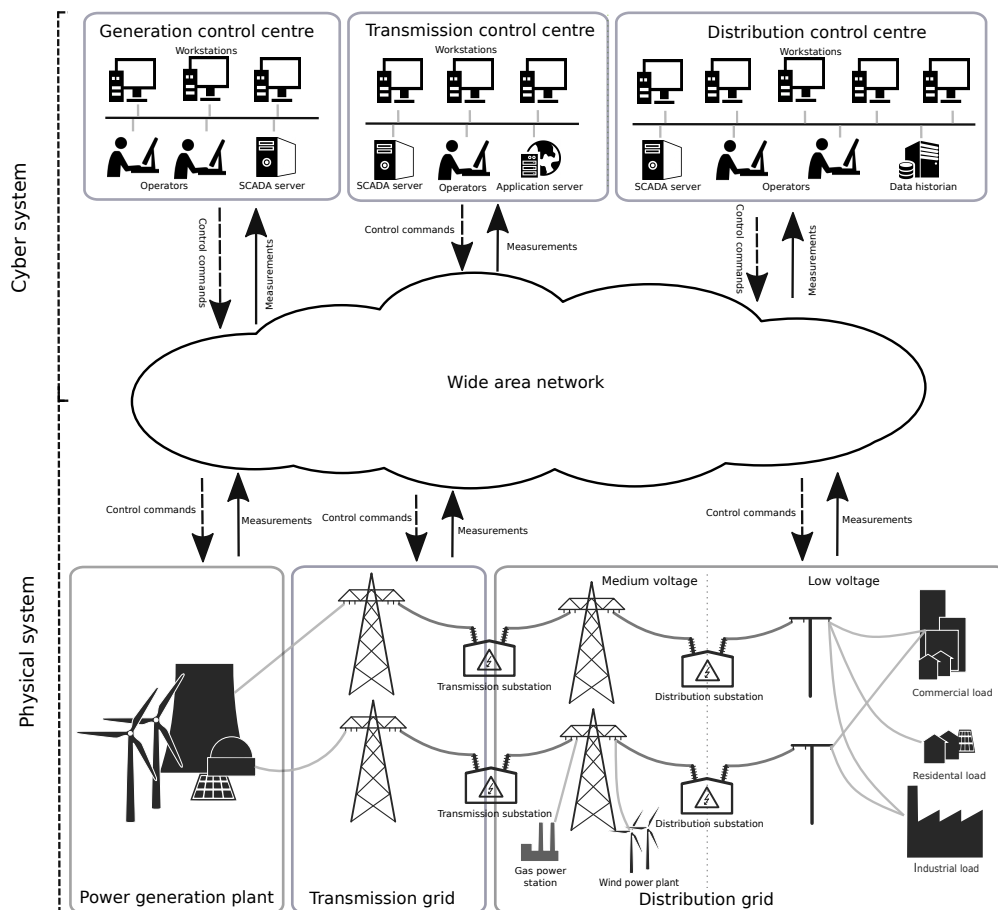 Generation control centre
Workstations
Operators
SCADA server
Transmission control centre
Workstations
SCADA server
Operators
Application server
Distribution control centre
Workstations
SCADA server
Operators
Data historian
Cyber system
Control commands
Measurements
Control commands
Measurements
Control commands
Measurements
Wide area network
Control commands
Measurements
Control commands
Measurements
Control commands
Measurements
Physical system
Medium voltage
Low voltage
Transmission substation
Distribution substation
Commercial load
Residental load
Transmission substation
Distribution substation
Gas power
station
Wind power plant
Industrial load
Power generation plant
Transmission grid
Distribution grid